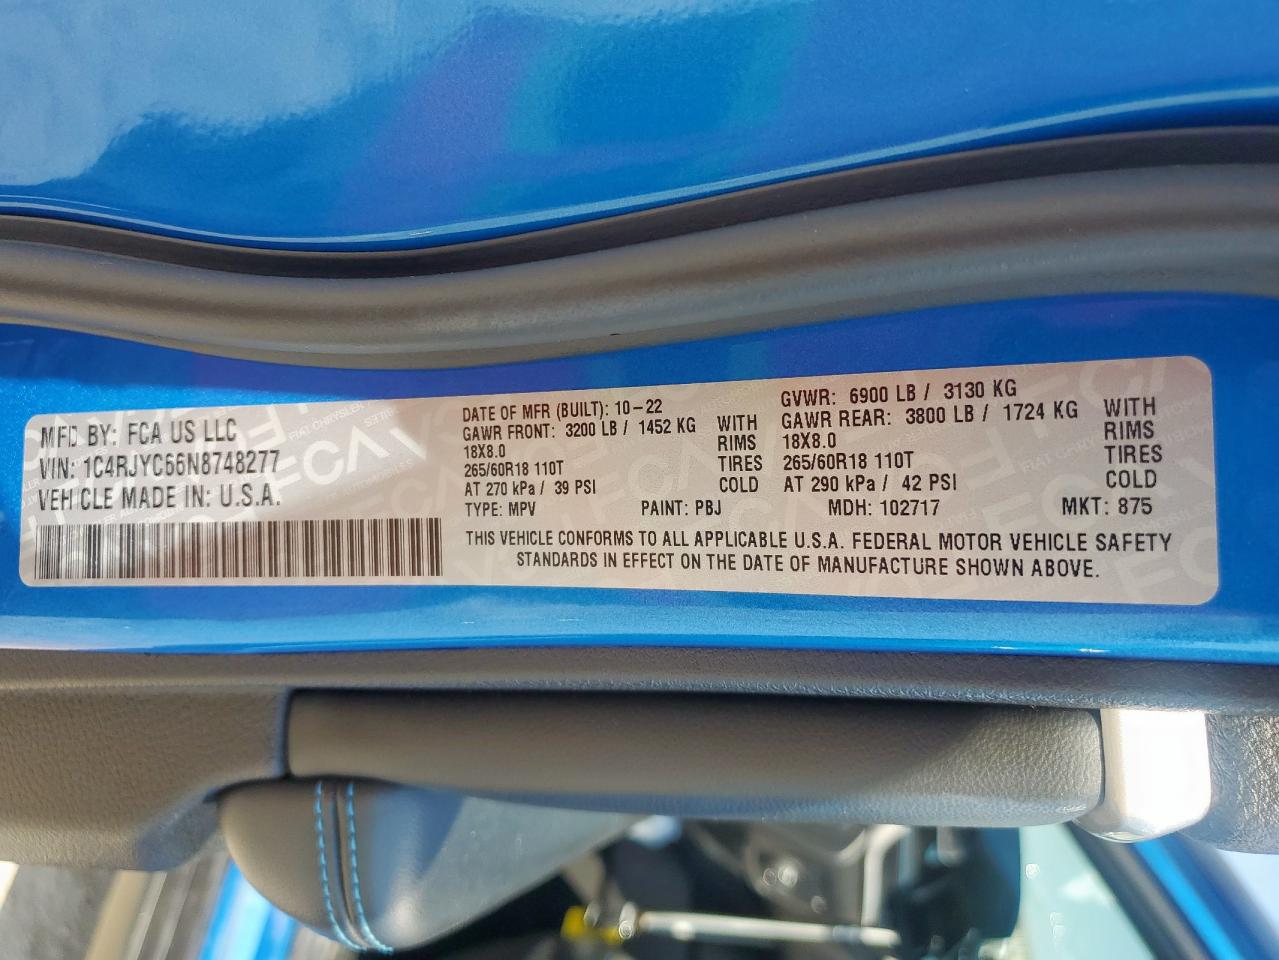 MFD BY: FCA US LLC
VIN: 1C4RJYC66N8748277
VEHICLE MADE IN: U.S.A.
DATE OF MFR (BUILT): 10-22
GAWR FRONT: 3200 LB / 1452 KG WITH
18X8.0 RIMS
265/60R18 110T TIRES
AT 270 kPa / 39 PSI COLD
GVWR: 6900 LB / 3130 KG
GAWR REAR: 3800 LB / 1724 KG WITH
18X8.0 RIMS
265/60R18 110T TIRES
AT 290 kPa / 42 PSI COLD
TYPE: MPV PAINT: PBJ MDH: 102717 MKT: 875
THIS VEHICLE CONFORMS TO ALL APPLICABLE U.S.A. FEDERAL MOTOR VEHICLE SAFETY
STANDARDS IN EFFECT ON THE DATE OF MANUFACTURE SHOWN ABOVE.